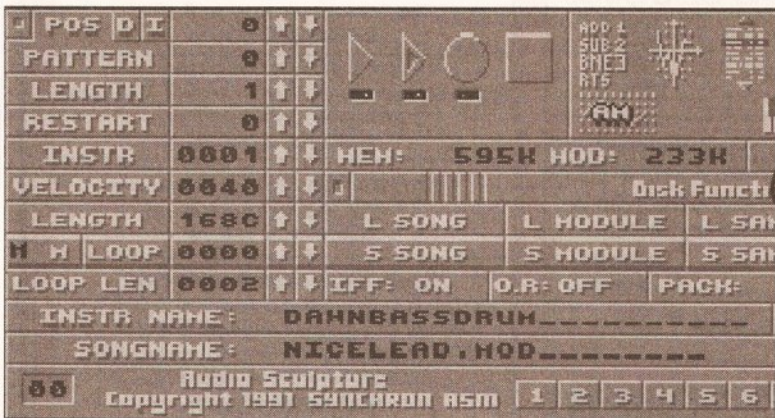 POS D I 0
PATTERN 0
LENGTH 1
RESTART 0
ADD 1
SUB 2
BNE 3
RTS
AM
INSTR 0001 MEM: 595K MOD: 233K
VELOCITY 0040 Disk Functi
LENGTH 168C L SONG L MODULE L SAM
M M LOOP 0000 S SONG S MODULE S SAM
LOOP LEN 0002 IFF: ON O.R: OFF PACK:
INSTR NAME: DAWNBASSDRUM__________
SONGNAME: NICELEAD.MOD________
00 Audio Sculpture
Copyright 1991 SYNCHRON ASM 1 2 3 4 5 6